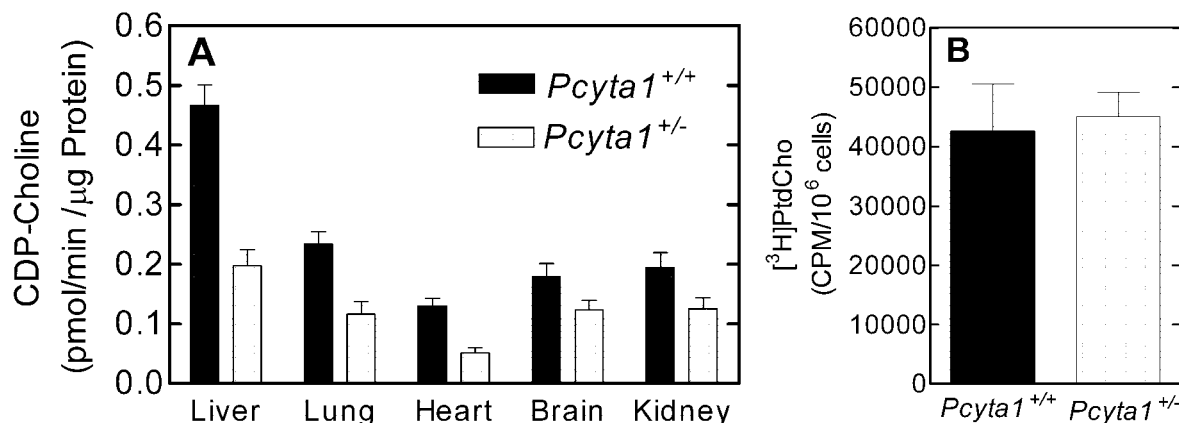 A
CDP-Choline
(pmol/min /µg Protein)
0.6
0.5
0.4
0.3
0.2
0.1
0.0
Pcyta1+/+
Pcyta1+/-
Liver Lung Heart Brain Kidney
B
[³H]PtdCho
(CPM/10⁶ cells)
60000
50000
40000
30000
20000
10000
0
Pcyta1+/+ Pcyta1+/-